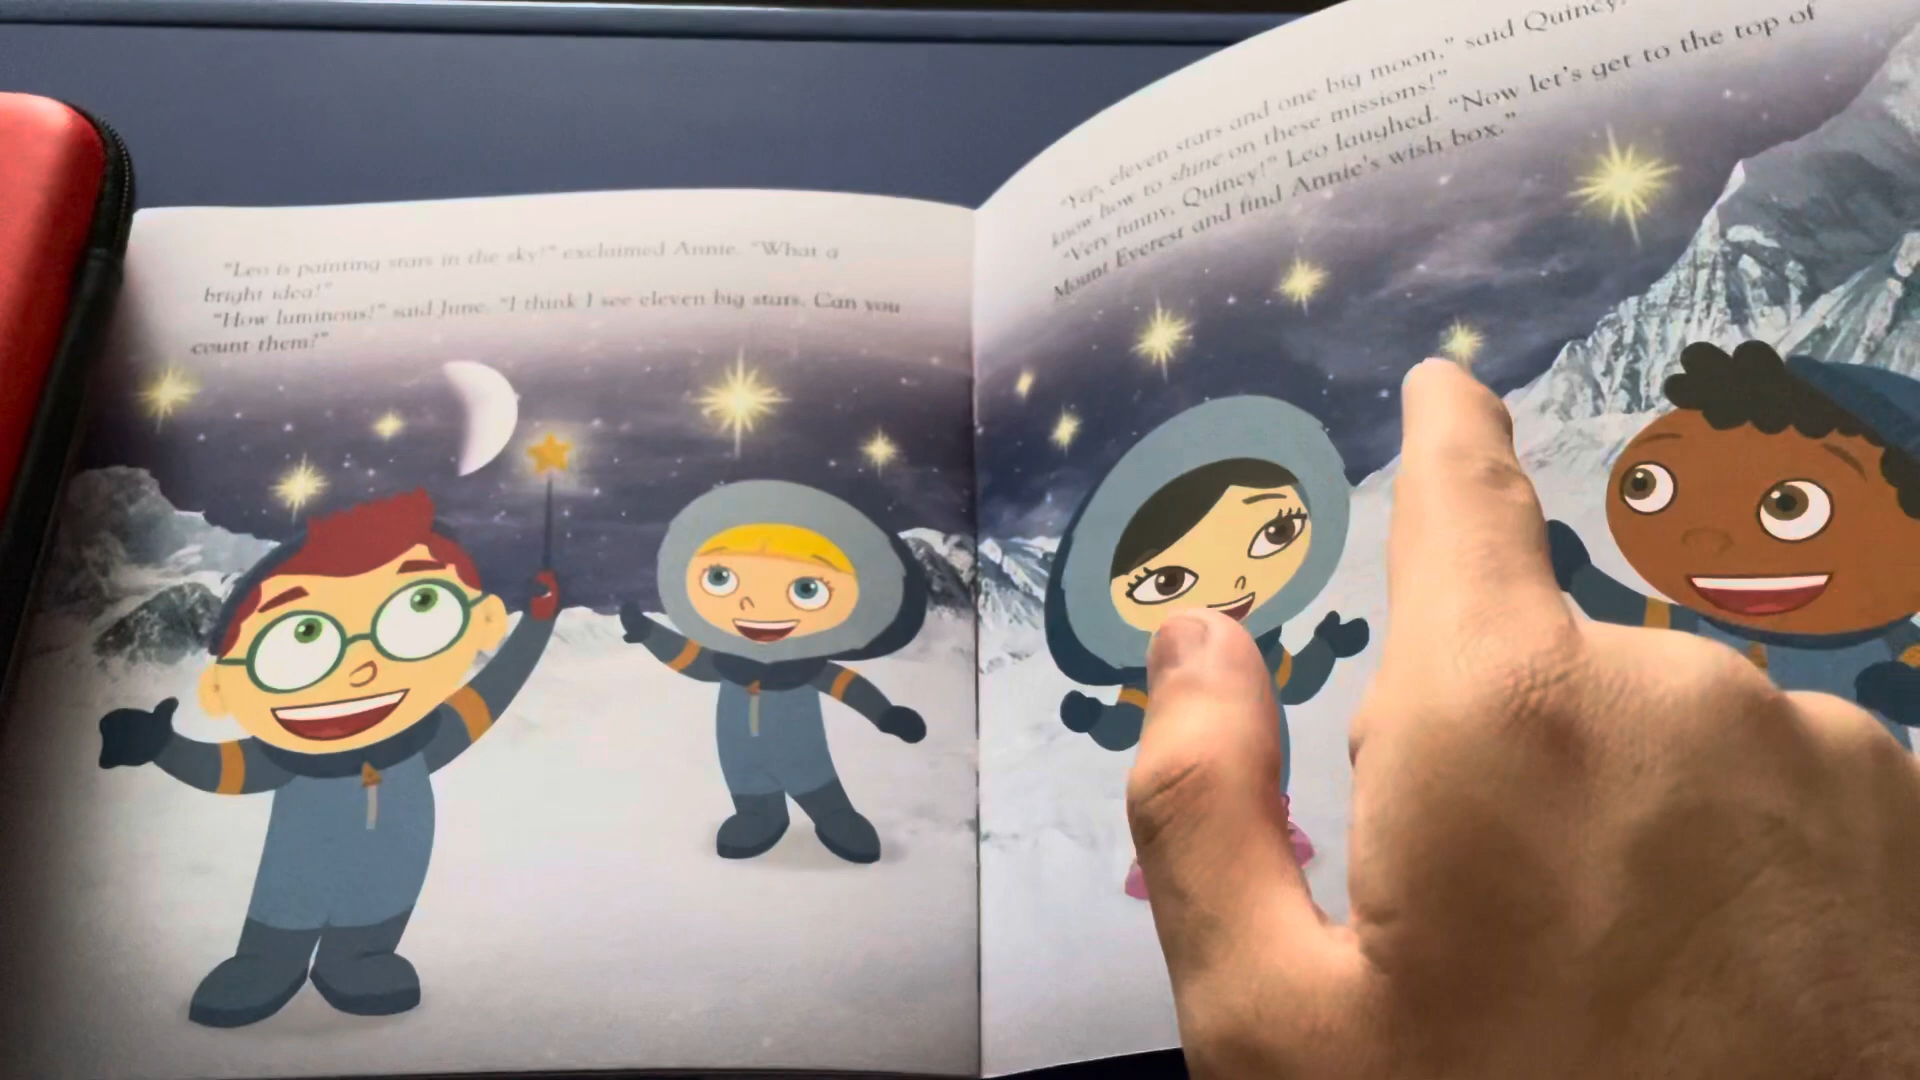 "Leo is painting stars in the sky!" exclaimed Annie. "What a
bright idea!"
"How luminous!" said June. "I think I see eleven big stars. Can you
count them?"
"Yep, eleven stars and one big moon," said Quincy.
know how to shine on these missions!"
"Very funny, Quincy!" Leo laughed. "Now let's get to the top of
Mount Everest and find Annie's wish box."